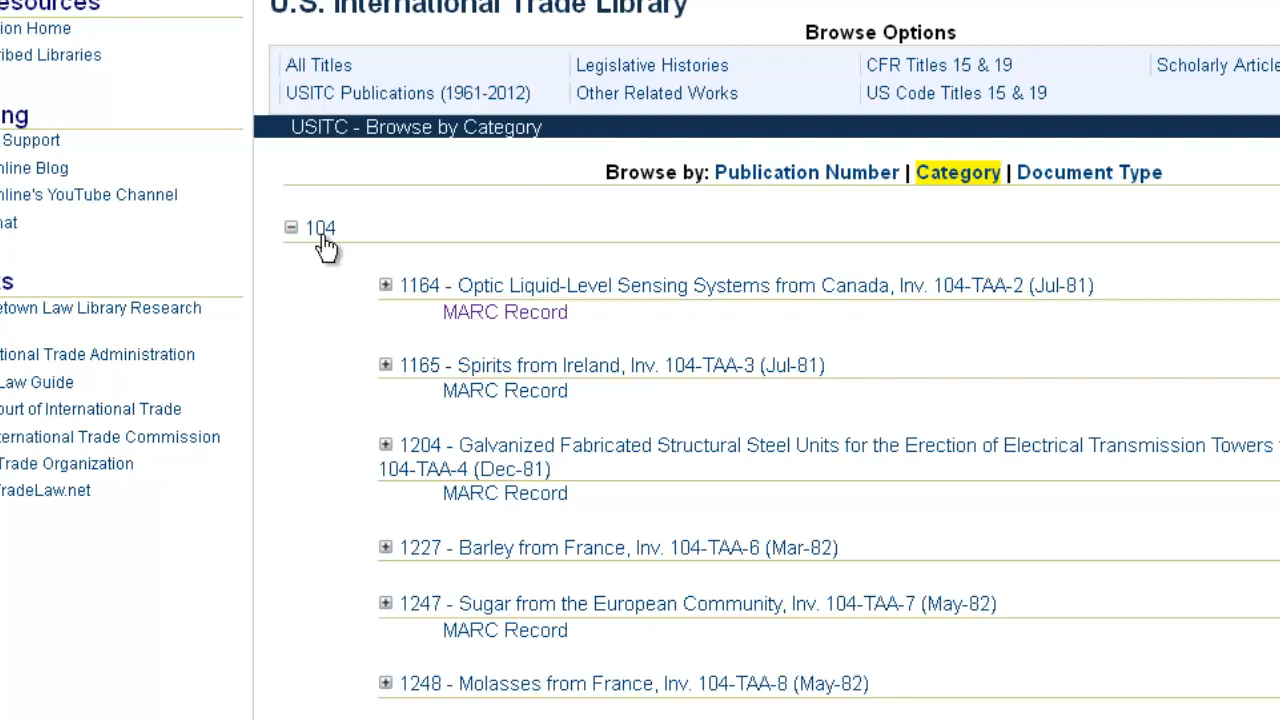 esources
U.S. International Trade Library
ion Home
ribed Libraries
Browse Options
All Titles
Legislative Histories
CFR Titles 15 & 19
Scholarly Article
USITC Publications (1961-2012)
Other Related Works
US Code Titles 15 & 19
ng
Support
nline Blog
nline's YouTube Channel
hat
USITC - Browse by Category
Browse by: Publication Number | Category | Document Type
104
ks
etown Law Library Research
tional Trade Administration
Law Guide
ourt of International Trade
ternational Trade Commission
Trade Organization
TradeLaw.net
1164 - Optic Liquid-Level Sensing Systems from Canada, Inv. 104-TAA-2 (Jul-81)
MARC Record
1165 - Spirits from Ireland, Inv. 104-TAA-3 (Jul-81)
MARC Record
1204 - Galvanized Fabricated Structural Steel Units for the Erection of Electrical Transmission Towers
104-TAA-4 (Dec-81)
MARC Record
1227 - Barley from France, Inv. 104-TAA-6 (Mar-82)
1247 - Sugar from the European Community, Inv. 104-TAA-7 (May-82)
MARC Record
1248 - Molasses from France, Inv. 104-TAA-8 (May-82)